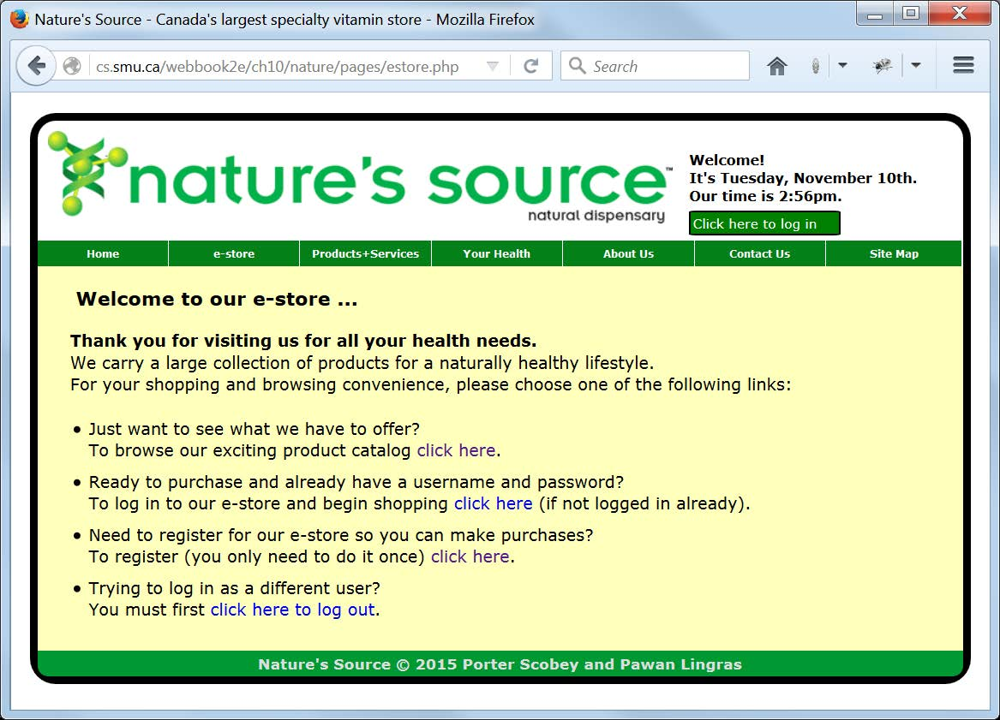 Nature's Source - Canada's largest specialty vitamin store - Mozilla Firefox
cs.smu.ca/webbook2e/ch10/nature/pages/estore.php
Search
nature's source™
natural dispensary
Welcome!
It's Tuesday, November 10th.
Our time is 2:56pm.
Click here to log in
Home e-store Products+Services Your Health About Us Contact Us Site Map
Welcome to our e-store ...
Thank you for visiting us for all your health needs.
We carry a large collection of products for a naturally healthy lifestyle.
For your shopping and browsing convenience, please choose one of the following links:
• Just want to see what we have to offer?
To browse our exciting product catalog click here.
• Ready to purchase and already have a username and password?
To log in to our e-store and begin shopping click here (if not logged in already).
• Need to register for our e-store so you can make purchases?
To register (you only need to do it once) click here.
• Trying to log in as a different user?
You must first click here to log out.
Nature's Source © 2015 Porter Scobey and Pawan Lingras